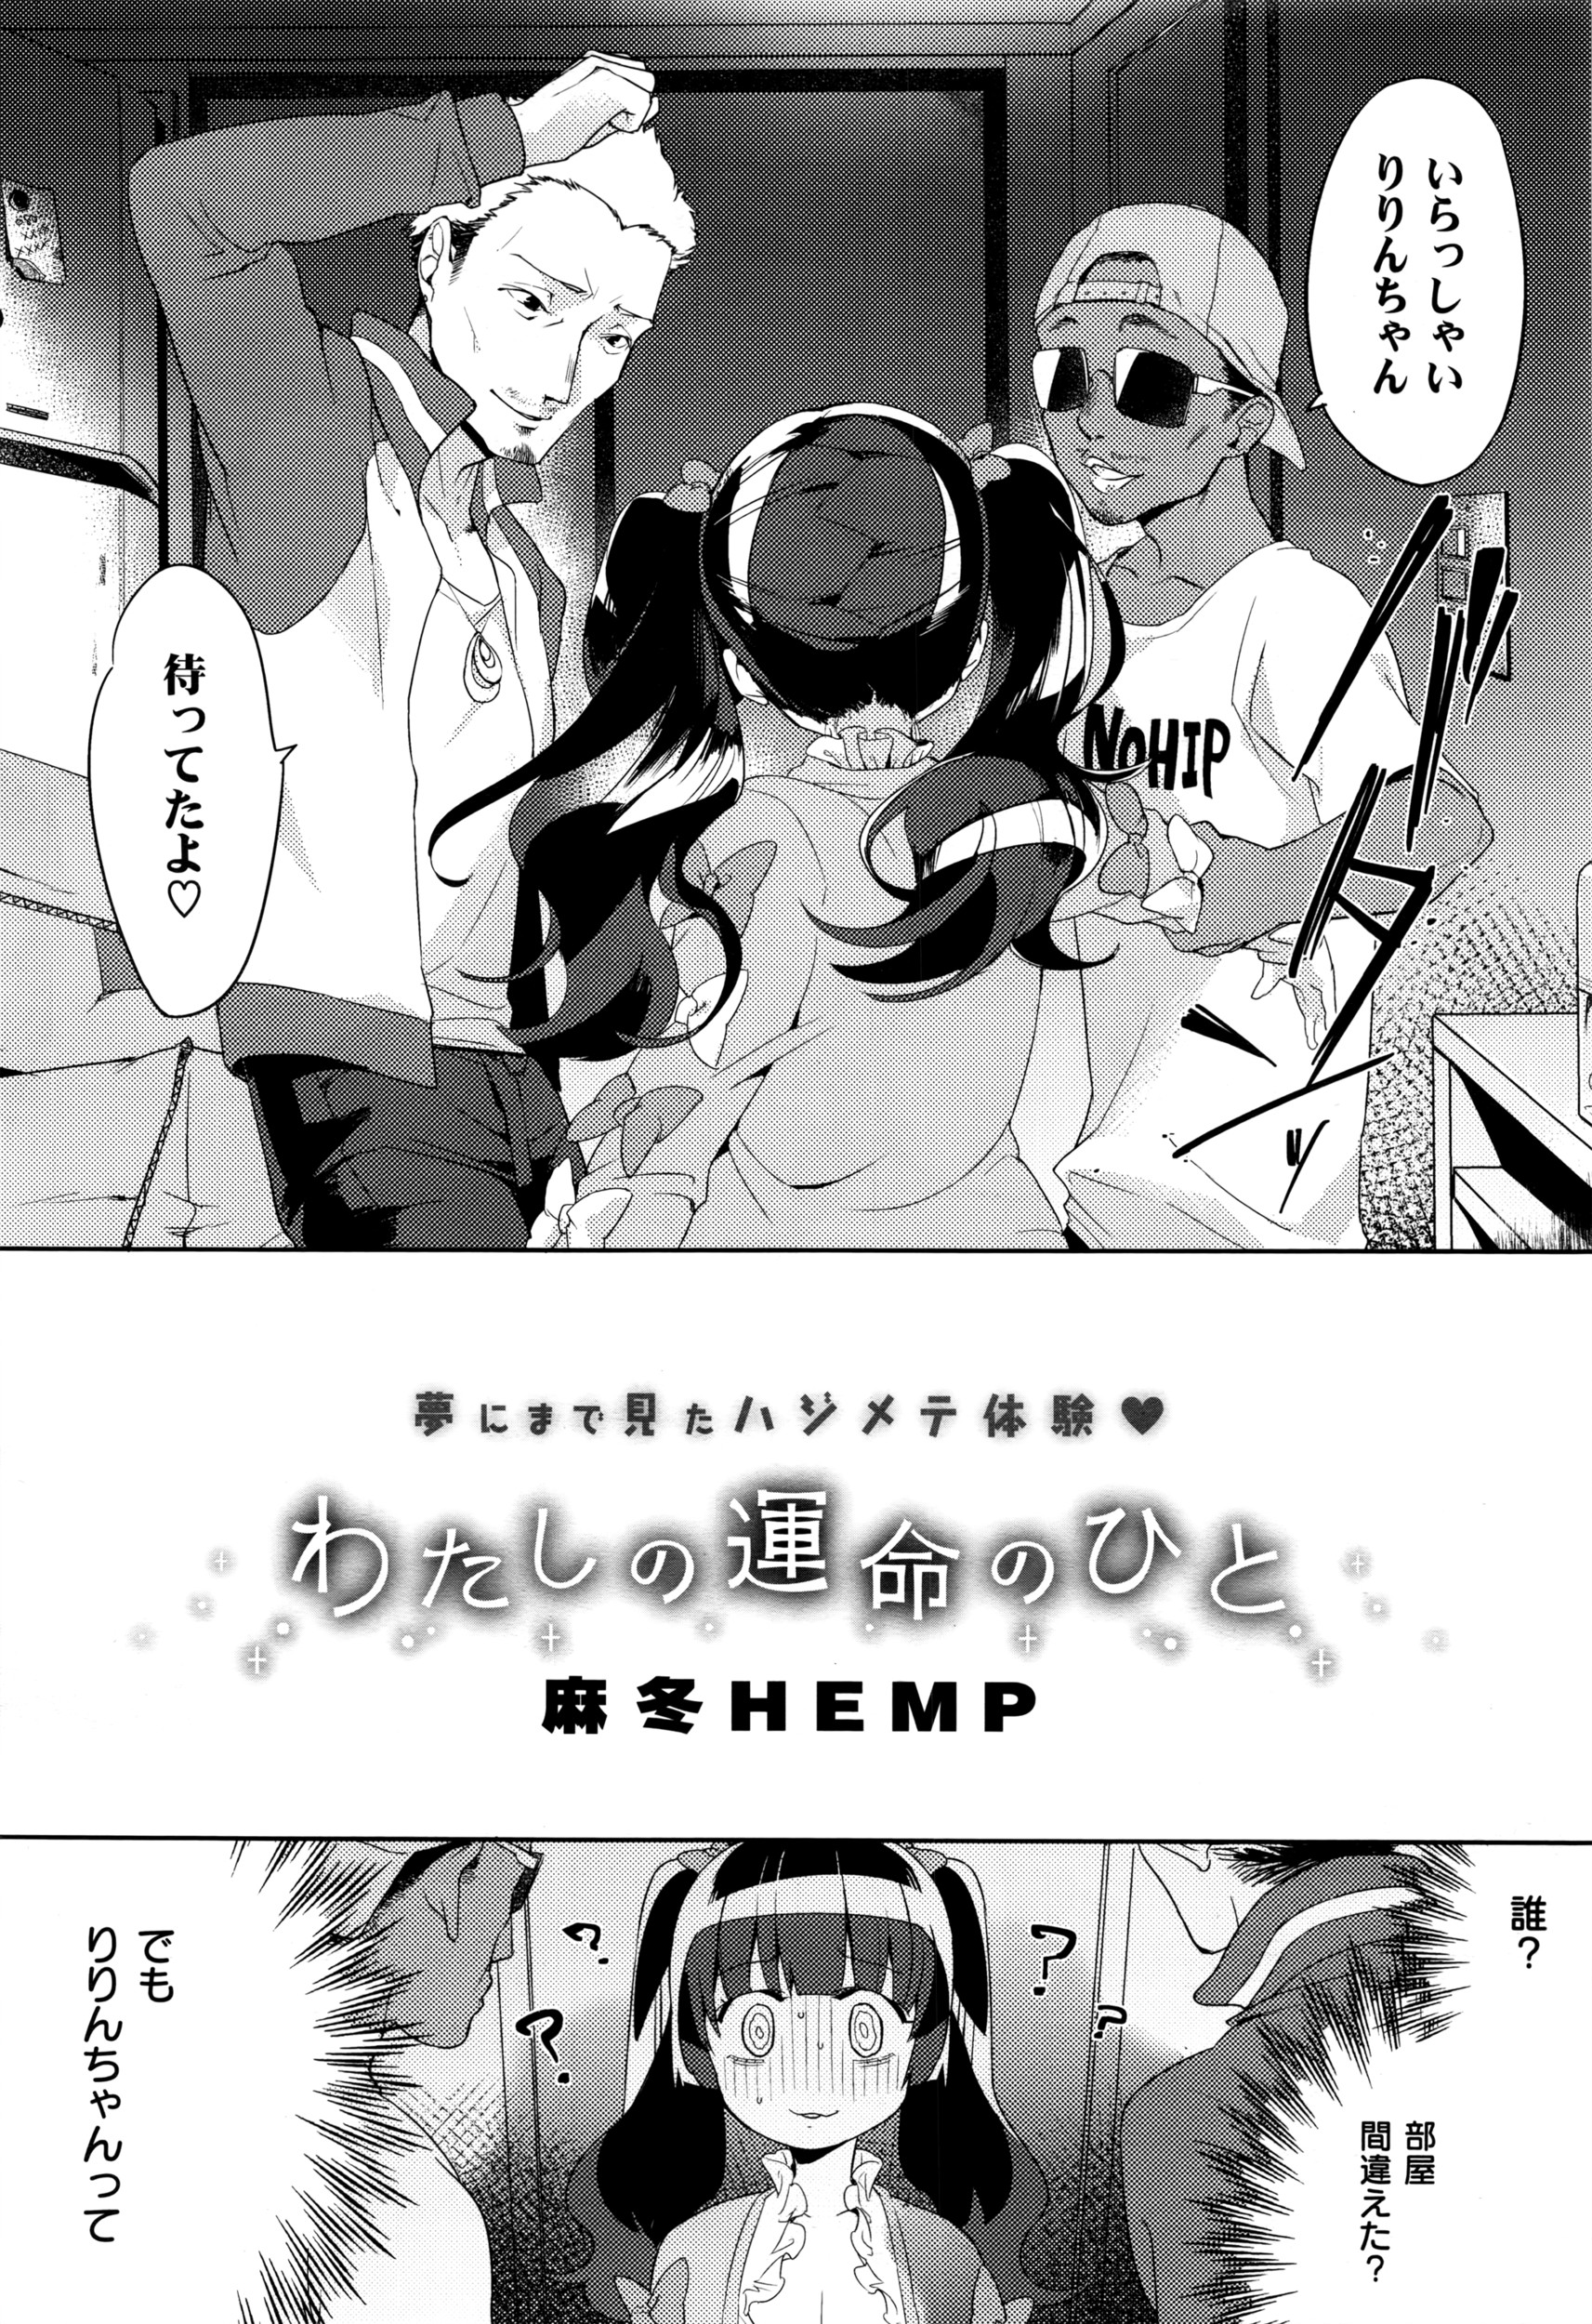 いらっしゃい
りりんちゃん
NOHIP
待ってたよ♡
夢にまで見たハジメテ体験♥
わたしの運命のひと
麻冬HEMP
誰?
部屋
間違えた?
?
?
?
?
でも
りりんちゃんって